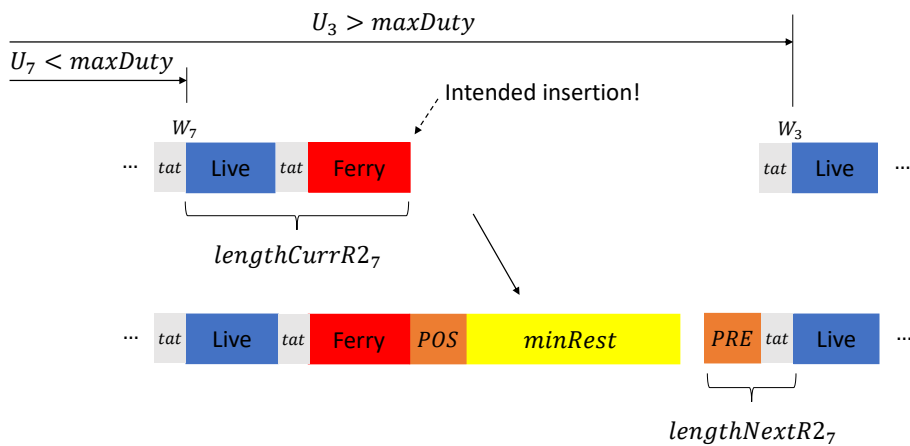 U₃ > maxDuty
U₇ < maxDuty
Intended insertion!
W₇
W₃
... tat Live tat Ferry tat Live ...
lengthCurrR2₇
... tat Live tat Ferry POS minRest PRE tat Live ...
lengthNextR2₇